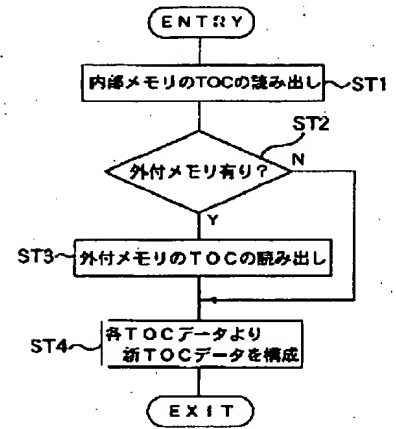 ENTRY
内部メモリのTOCの読み出し
ST1
ST2
外付メモリ有り?
N
Y
ST3
外付メモリのTOCの読み出し
ST4
各TOCデータより
新TOCデータを構成
EXIT